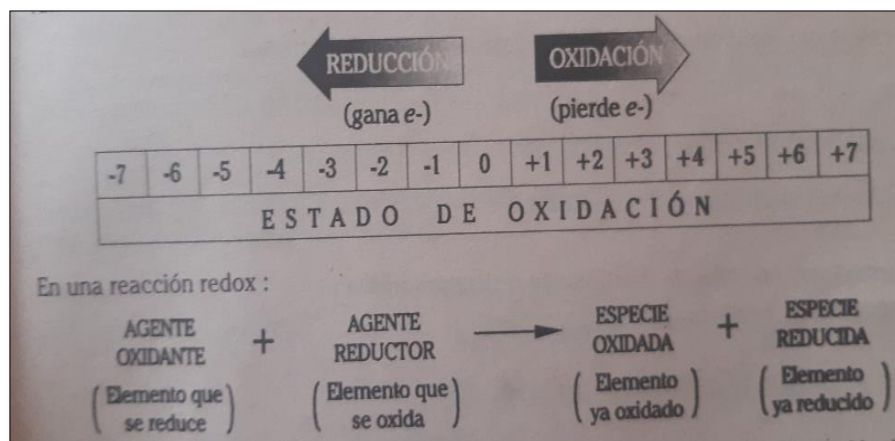 REDUCCIÓN OXIDACIÓN
(gana e-) (pierde e-)
-7 -6 -5 -4 -3 -2 -1 0 +1 +2 +3 +4 +5 +6 +7
ESTADO DE OXIDACIÓN
En una reacción redox :
AGENTE OXIDANTE + AGENTE REDUCTOR → ESPECIE OXIDADA + ESPECIE REDUCIDA
(Elemento que se reduce) (Elemento que se oxida) (Elemento ya oxidado) (Elemento ya reducido)